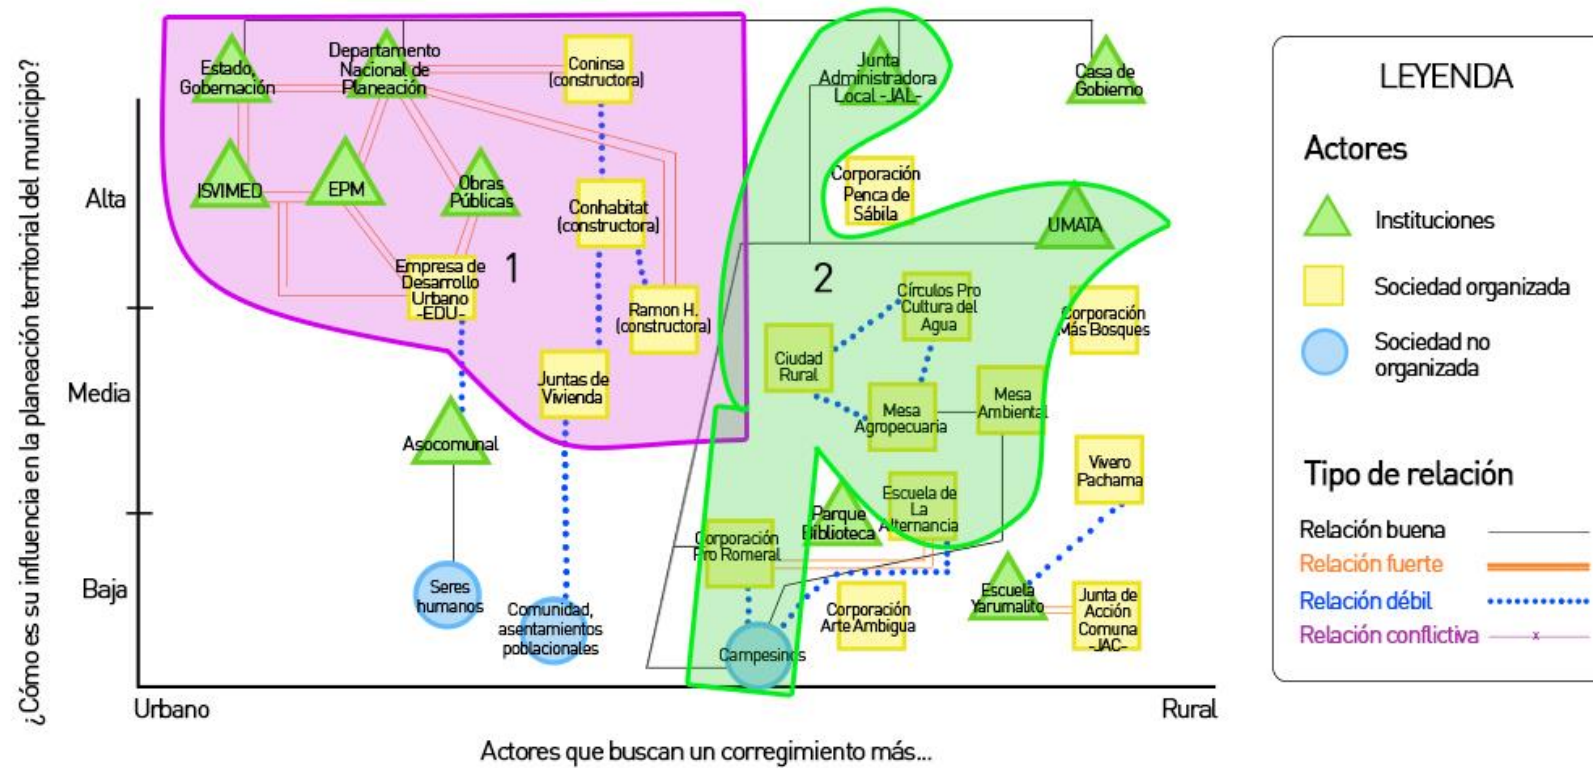 ¿Cómo es su influencia en la planeación territorial del municipio?
Alta
Media
Baja
Estado,
Gobernación
Departamento
Nacional de
Planeación
Coninsa
(constructora)
Junta
Administradora
Local -JAL-
Casa de
Gobierno
ISVIMED
EPM
Obras
Públicas
Conhabitat
(constructora)
Corporación
Penca de
Sábila
UMATA
Empresa de
Desarrollo
Urbano
-EDU-
1
2
Ramon H.
(constructora)
Círculos Pro
Cultura del
Agua
Corporación
Más Bosques
Ciudad
Rural
Juntas de
Vivienda
Mesa
Agropecuaria
Mesa
Ambiental
Asocomunal
Vivero
Pachama
Escuela de
La
Alternancia
Parque
Biblioteca
Corporación
Pro Romeral
Seres
humanos
Comunidad,
asentamientos
poblacionales
Corporación
Arte Ambigua
Escuela
Yarumalito
Junta de
Acción
Comuna
-JAC-
Campesinos
Urbano
Rural
Actores que buscan un corregimiento más...
LEYENDA
Actores
Instituciones
Sociedad organizada
Sociedad no
organizada
Tipo de relación
Relación buena
Relación fuerte
Relación débil
Relación conflictiva
x